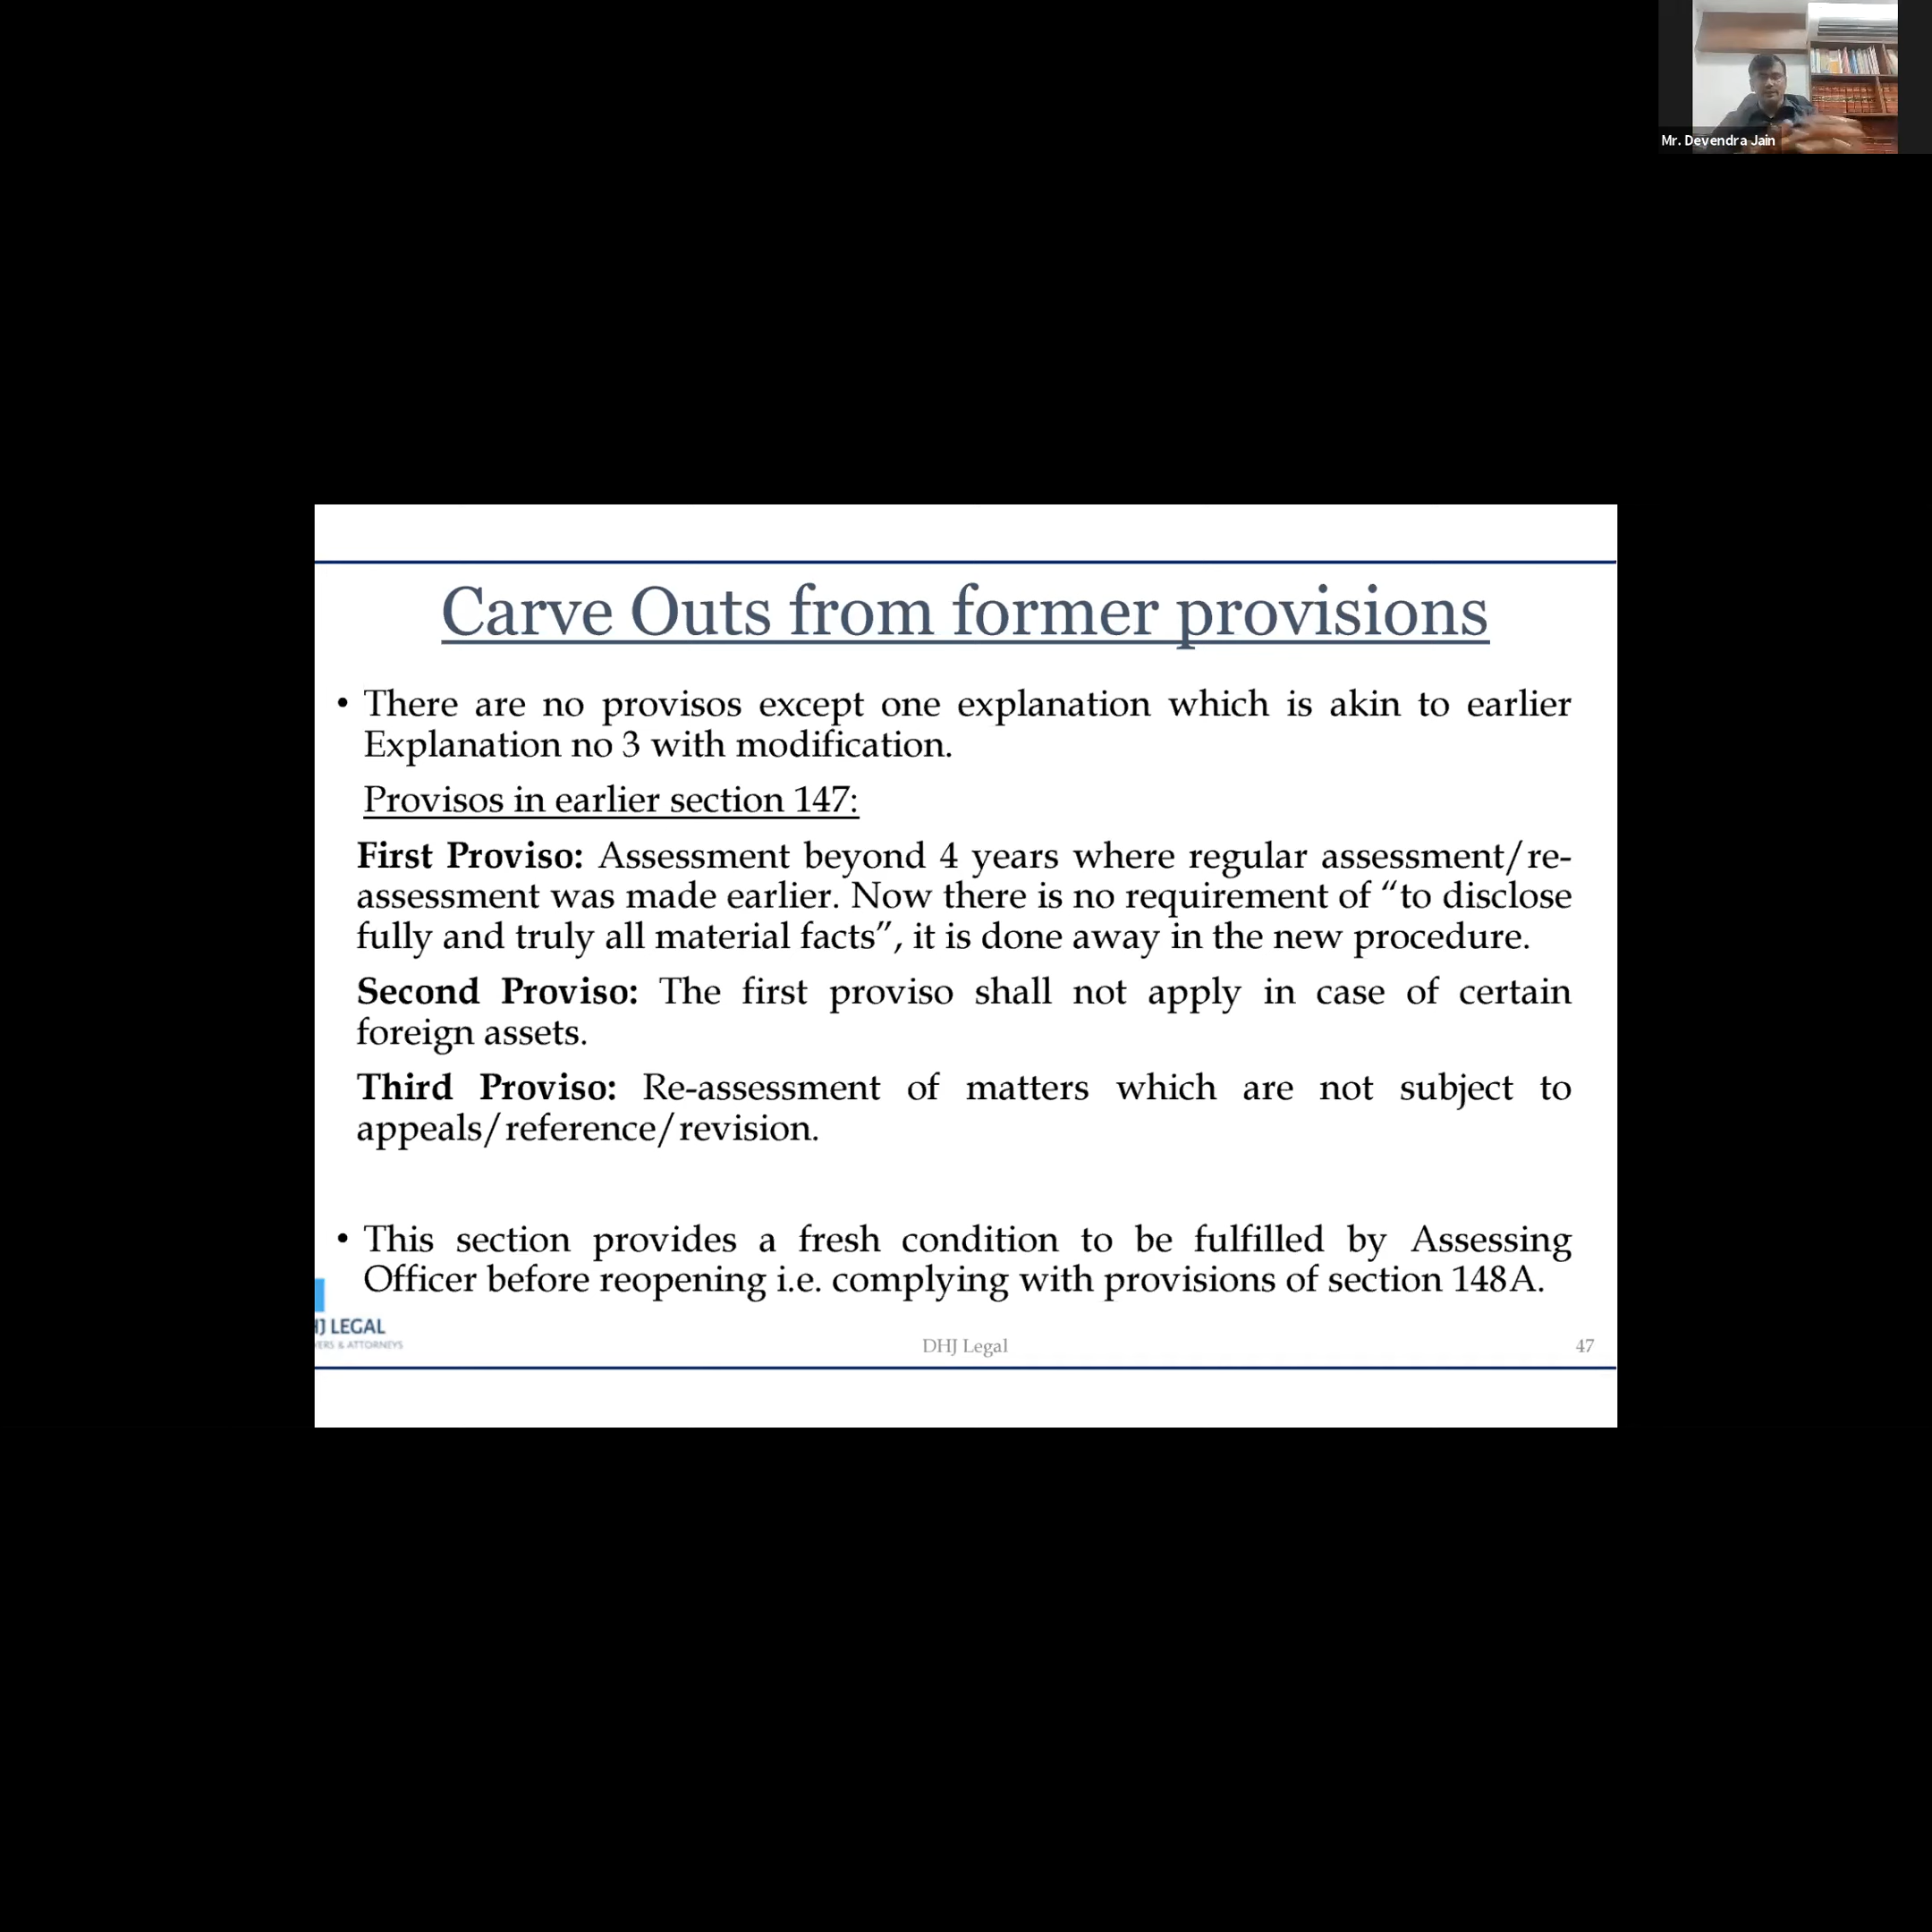 Mr. Devendra Jain
Carve Outs from former provisions
• There are no provisos except one explanation which is akin to earlier
Explanation no 3 with modification.
Provisos in earlier section 147:
First Proviso: Assessment beyond 4 years where regular assessment/re-
assessment was made earlier. Now there is no requirement of “to disclose
fully and truly all material facts”, it is done away in the new procedure.
Second Proviso: The first proviso shall not apply in case of certain
foreign assets.
Third Proviso: Re-assessment of matters which are not subject to
appeals/reference/revision.
• This section provides a fresh condition to be fulfilled by Assessing
Officer before reopening i.e. complying with provisions of section 148A.
LEGAL
& ATTORNEYS
DHJ Legal
47